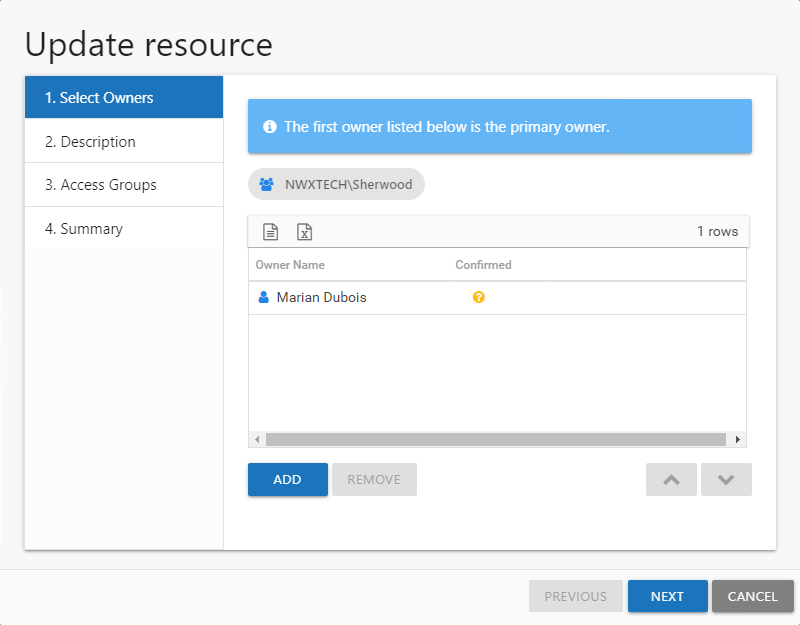 Update resource
1. Select Owners
2. Description
3. Access Groups
4. Summary
The first owner listed below is the primary owner.
NWXTECH\Sherwood
1 rows
Owner Name Confirmed
Marian Dubois
ADD REMOVE
PREVIOUS NEXT CANCEL